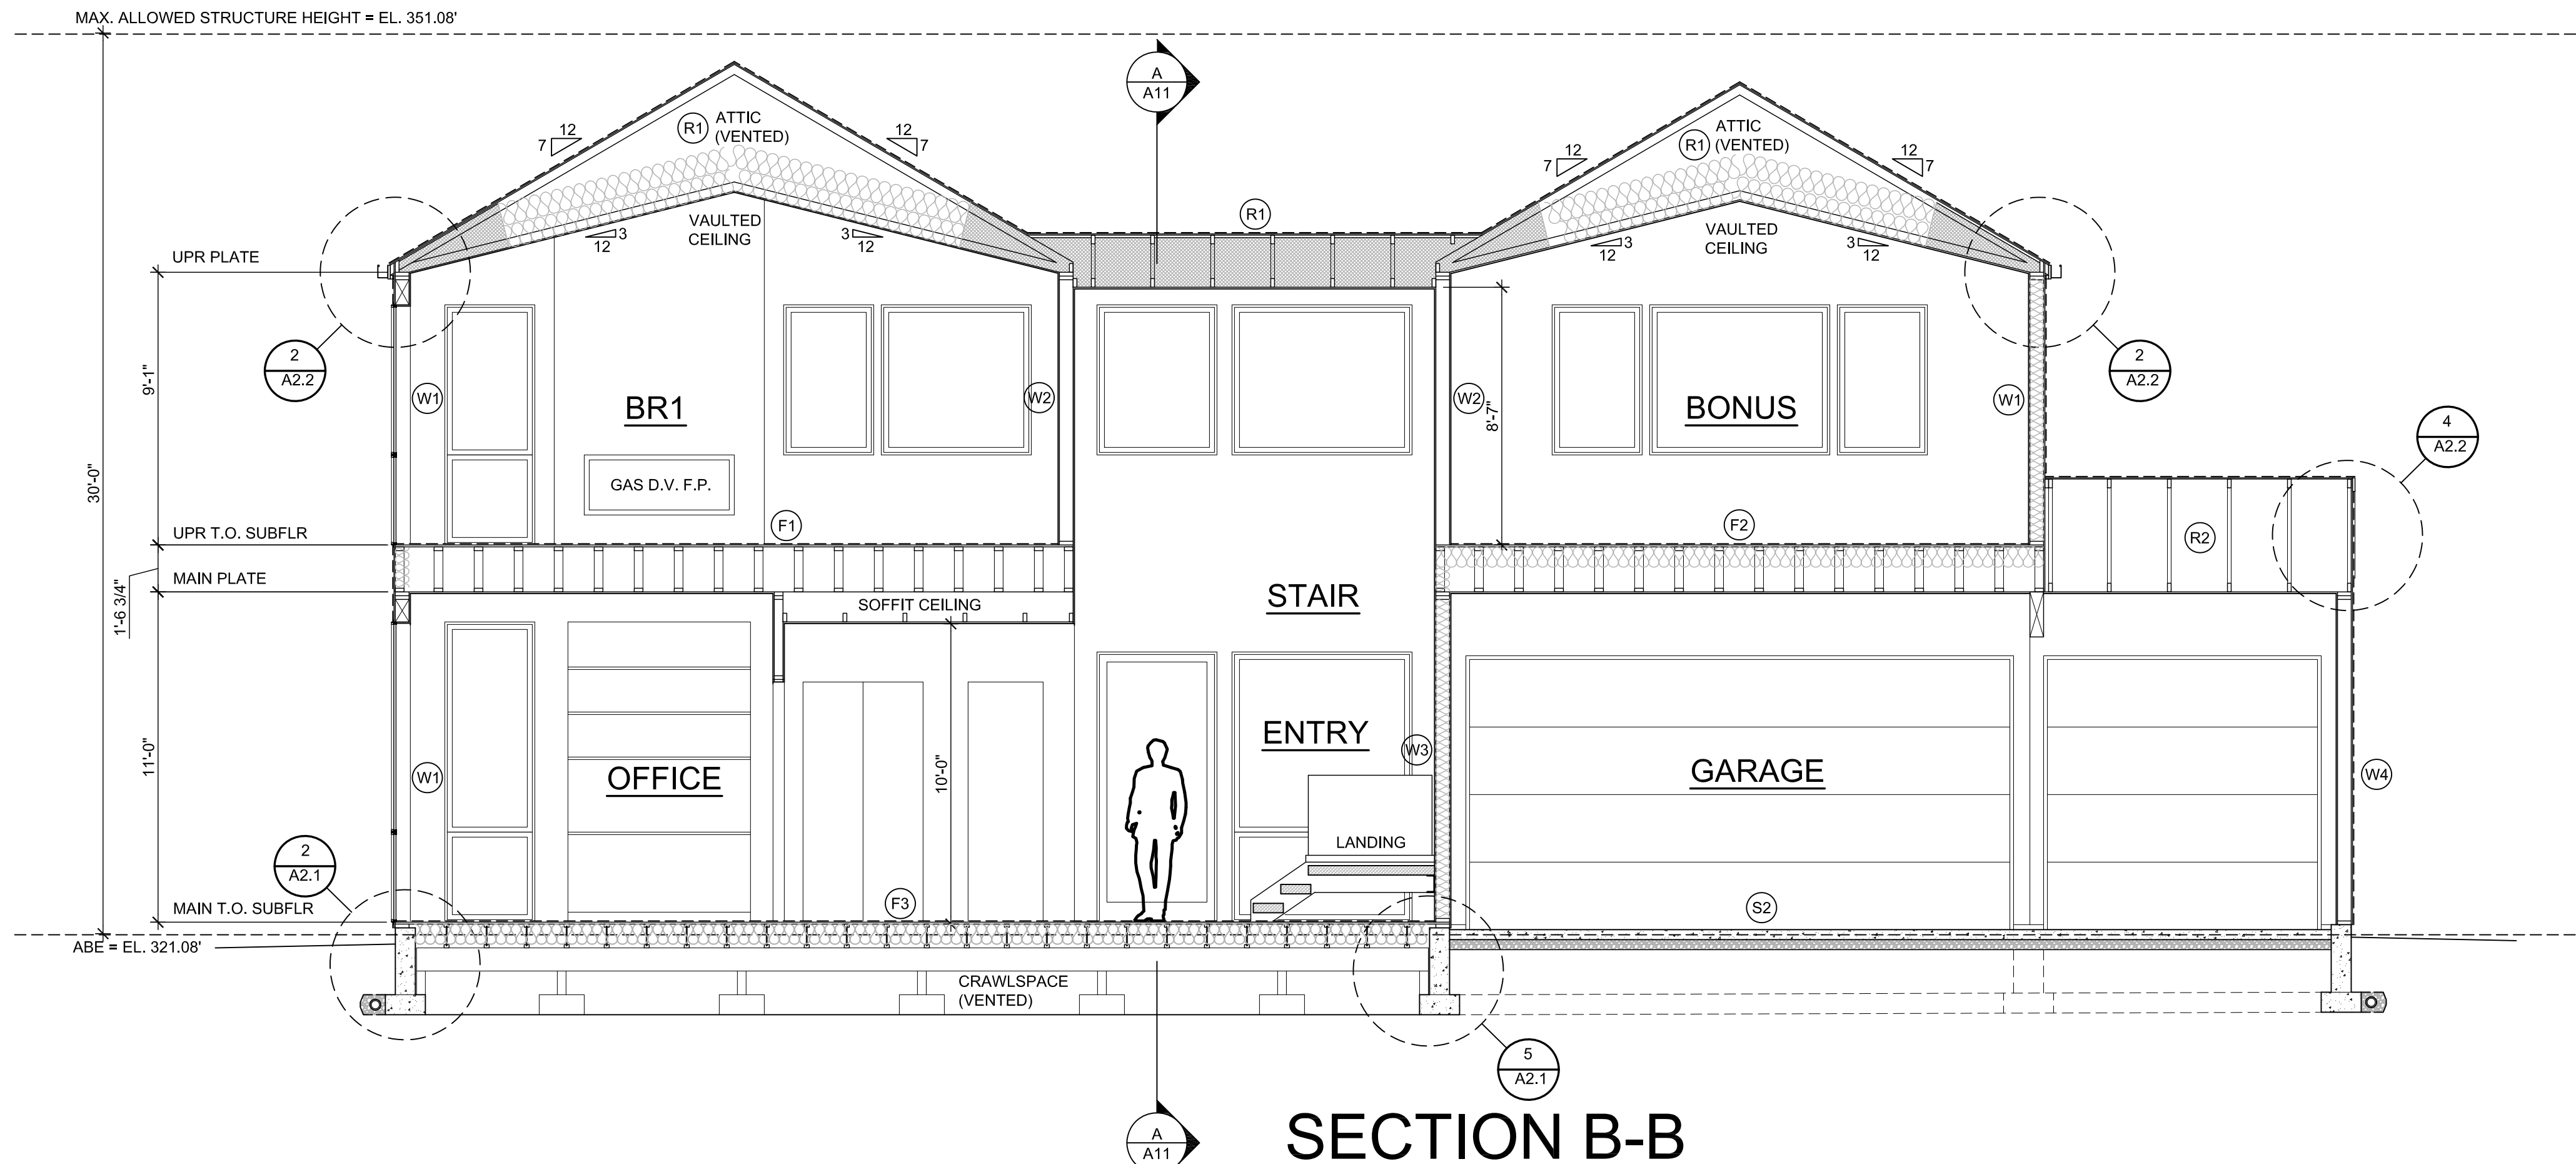 MAX. ALLOWED STRUCTURE HEIGHT = EL. 351.08'
A
A11
12
7
R1
ATTIC
(VENTED)
12
7
12
7
R1
ATTIC
(VENTED)
12
7
R1
VAULTED
CEILING
3
12
3
12
VAULTED
CEILING
3
12
3
12
UPR PLATE
2
A2.2
2
A2.2
9'-1"
W1
BR1
W2
W2
8'-7"
BONUS
W1
4
A2.2
30'-0"
GAS D.V. F.P.
F1
F2
R2
UPR T.O. SUBFLR
MAIN PLATE
1'-6 3/4"
SOFFIT CEILING
STAIR
11'-0"
W1
OFFICE
10'-0"
ENTRY
W3
GARAGE
W4
LANDING
2
A2.1
MAIN T.O. SUBFLR
F3
S2
ABE = EL. 321.08'
CRAWLSPACE
(VENTED)
5
A2.1
A
A11
SECTION B-B